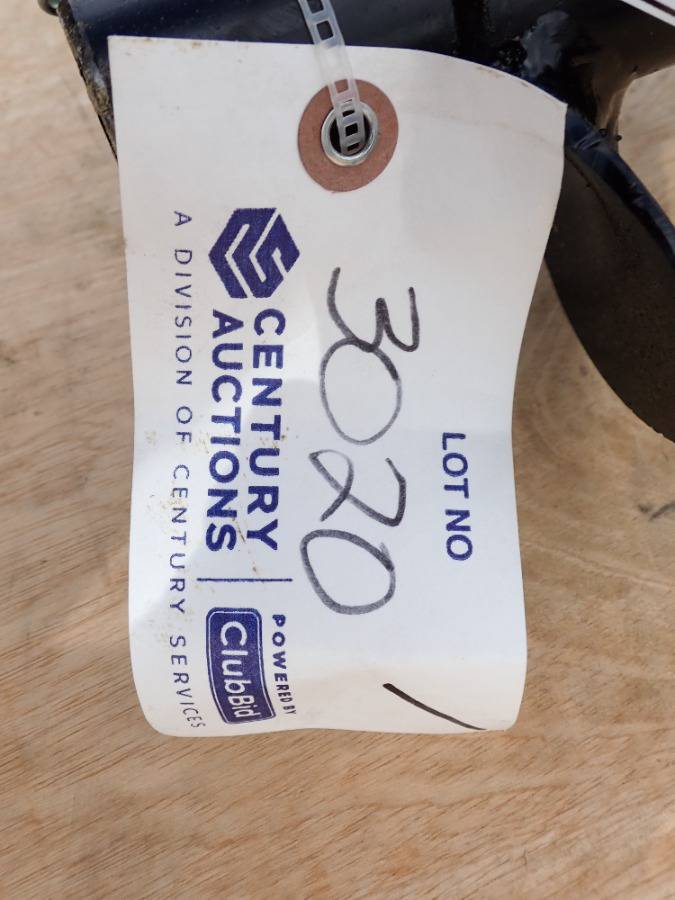 LOT NO
3020
CENTURY
AUCTIONS
POWERED BY
ClubBid
A DIVISION OF CENTURY SERVICES